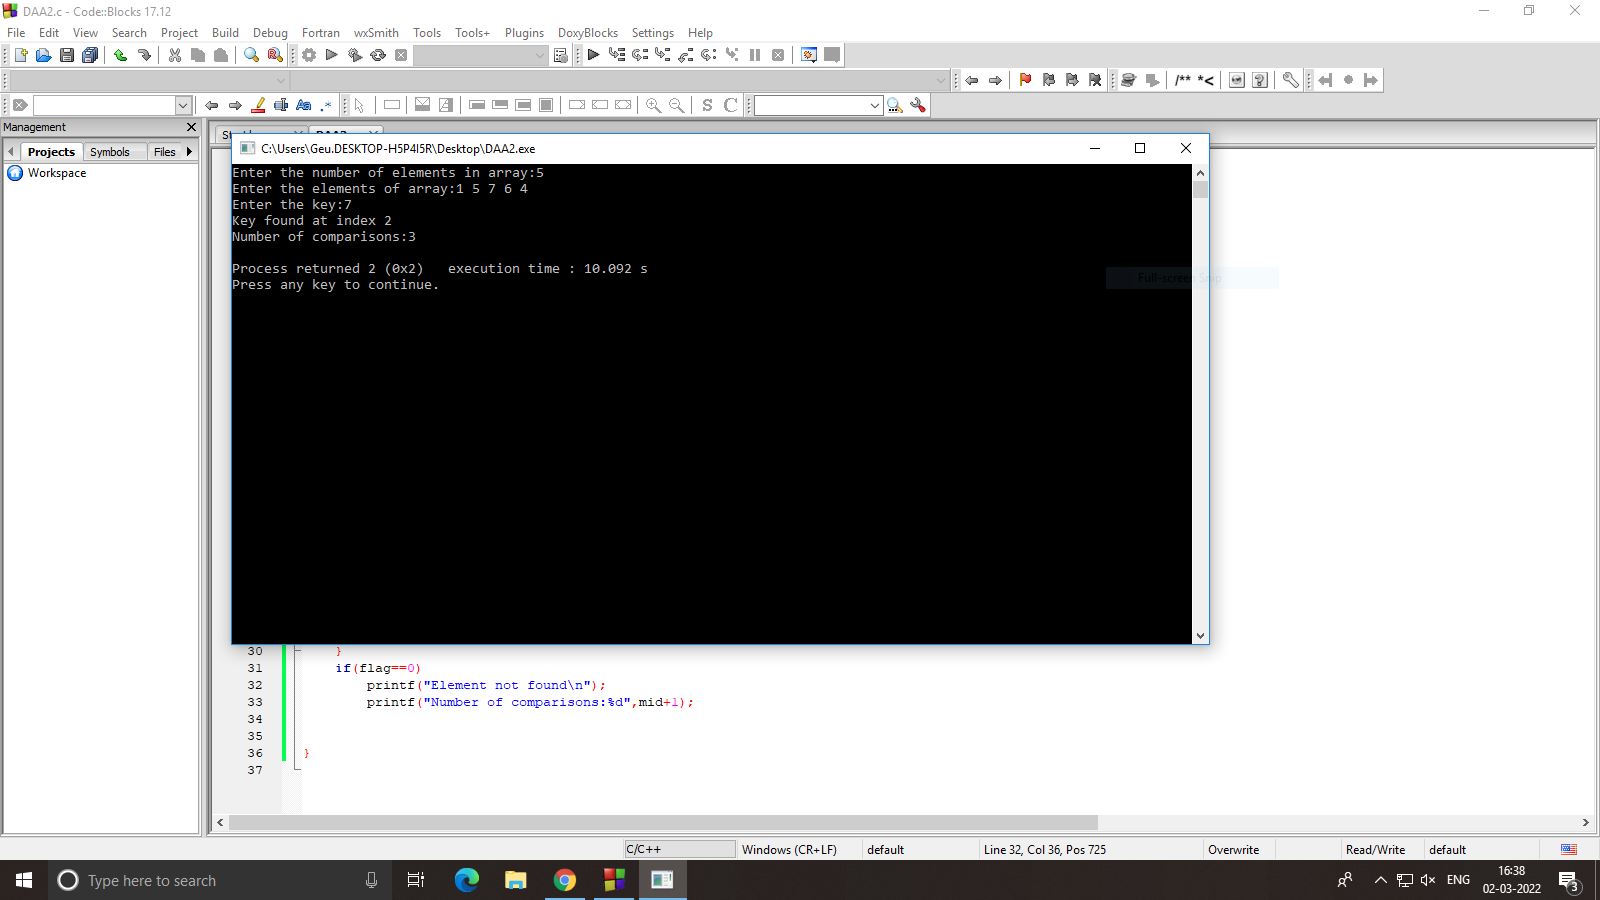 DAA2.c - Code::Blocks 17.12
File Edit View Search Project Build Debug Fortran wxSmith Tools Tools+ Plugins DoxyBlocks Settings Help
/** *<
Aa .*
S C
Management
Projects Symbols Files
Workspace
C:\Users\Geu.DESKTOP-H5P4I5R\Desktop\DAA2.exe
Enter the number of elements in array:5
Enter the elements of array:1 5 7 6 4
Enter the key:7
Key found at index 2
Number of comparisons:3
Process returned 2 (0x2)   execution time : 10.092 s
Press any key to continue.
Full-screen Snip
30 }
31 if(flag==0)
32 printf("Element not found\n");
33 printf("Number of comparisons:%d",mid+1);
34
35
36 }
37
C/C++ Windows (CR+LF) default Line 32, Col 36, Pos 725 Overwrite Read/Write default
Type here to search
ENG
16:38
02-03-2022
3